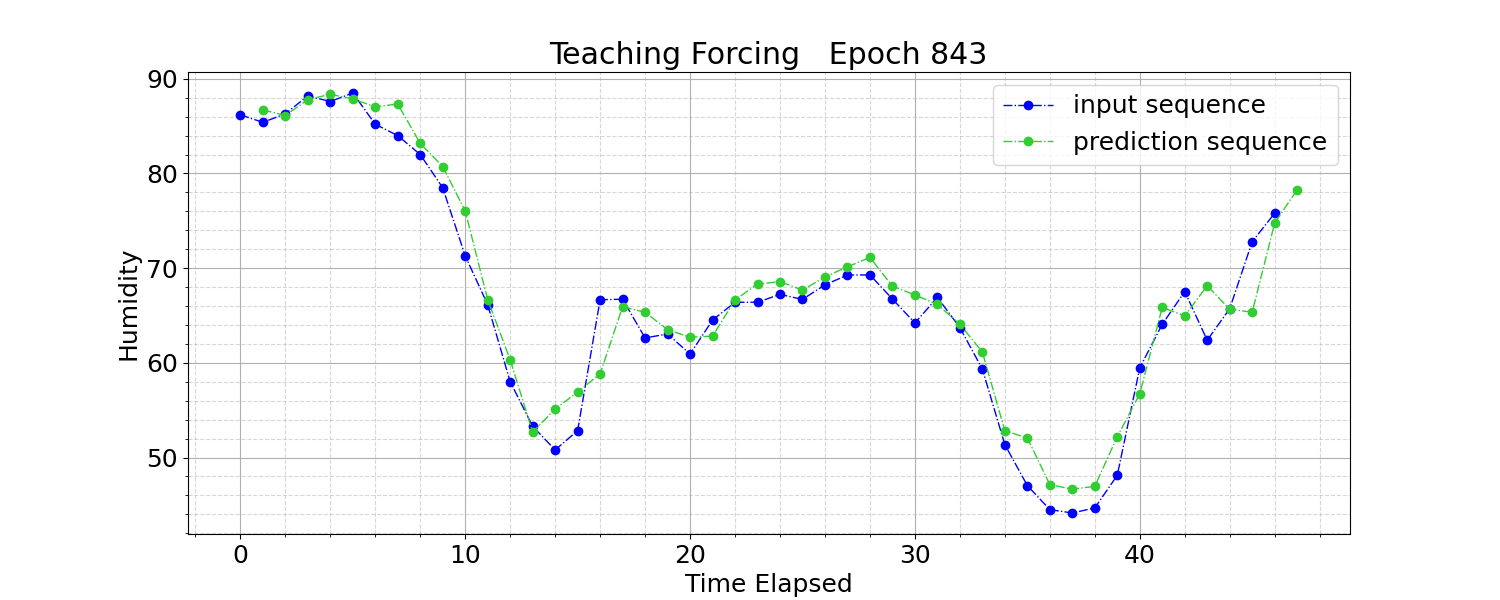 Teaching Forcing   Epoch 843
input sequence
prediction sequence
Humidity
90
80
70
60
50
0 10 20 30 40
Time Elapsed